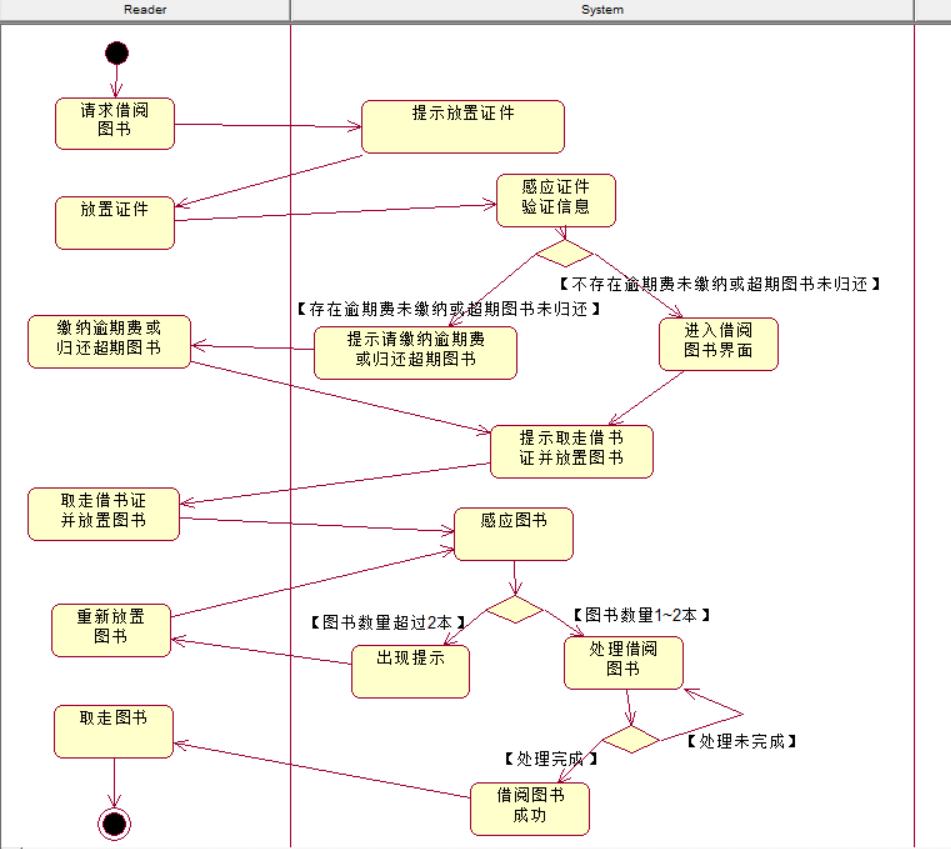 Reader
System
请求借阅
图书
提示放置证件
感应证件
验证信息
放置证件
【不存在逾期费未缴纳或超期图书未归还】
【存在逾期费未缴纳或超期图书未归还】
缴纳逾期费或
归还超期图书
提示请缴纳逾期费
或归还超期图书
进入借阅
图书界面
提示取走借书
证并放置图书
取走借书证
并放置图书
感应图书
重新放置
图书
【图书数量超过2本】
【图书数量1~2本】
出现提示
处理借阅
图书
取走图书
【处理未完成】
【处理完成】
借阅图书
成功